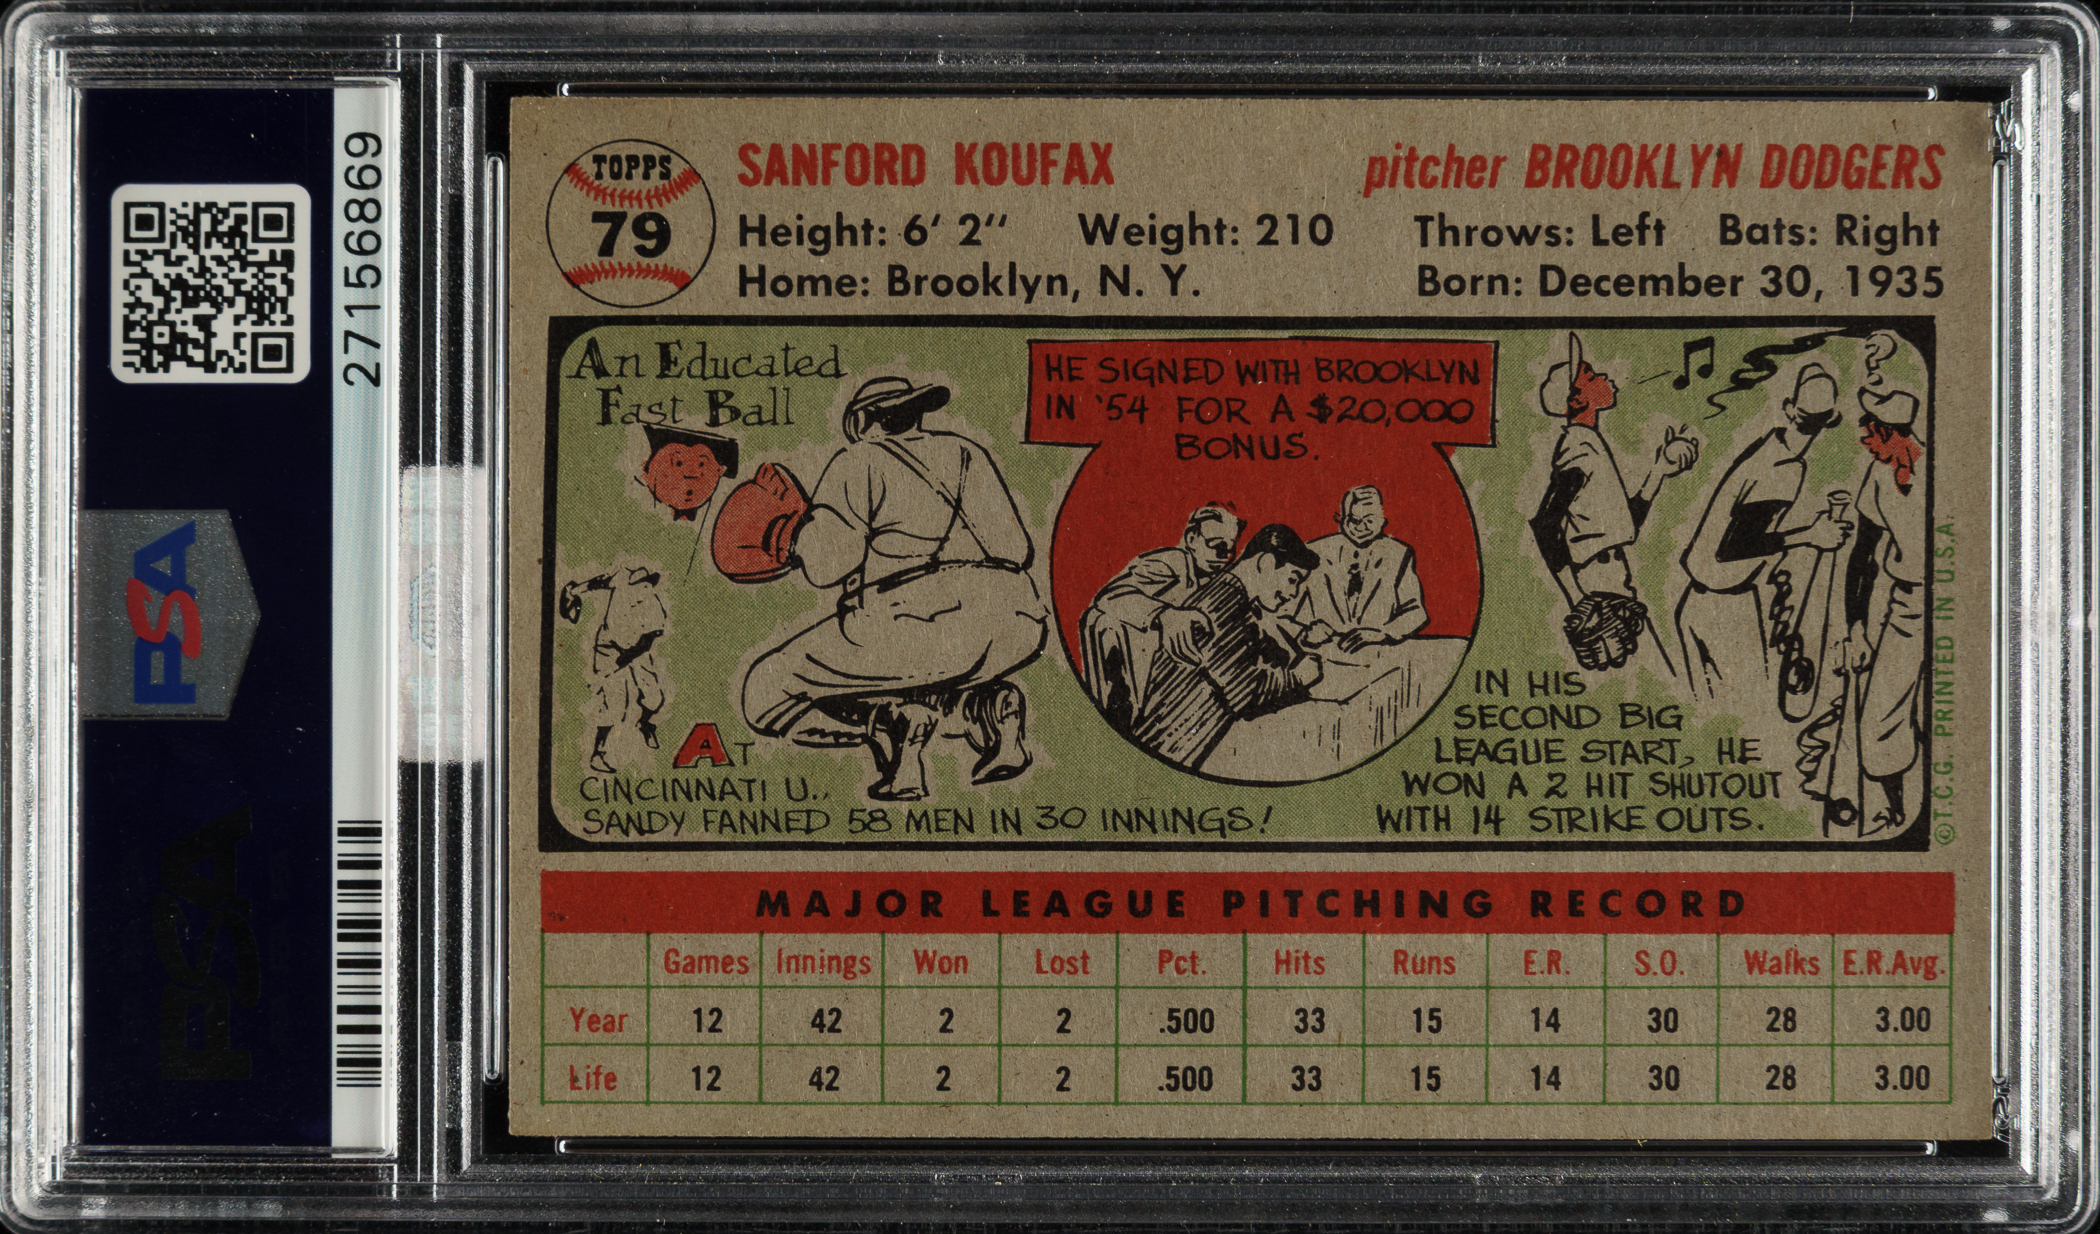 27156869
PSA
PSA
TOPPS
79
SANFORD KOUFAX
pitcher BROOKLYN DODGERS
Height: 6' 2" Weight: 210 Throws: Left Bats: Right
Home: Brooklyn, N. Y. Born: December 30, 1935
An Educated
Fast Ball
AT
CINCINNATI U.,
SANDY FANNED 58 MEN IN 30 INNINGS!
HE SIGNED WITH BROOKLYN
IN '54 FOR A $20,000
BONUS.
IN HIS
SECOND BIG
LEAGUE START, HE
WON A 2 HIT SHUTOUT
WITH 14 STRIKE OUTS.
©T.C.G. PRINTED IN U.S.A.
MAJOR LEAGUE PITCHING RECORD
Games Innings Won Lost Pct. Hits Runs E.R. S.O. Walks E.R.Avg.
Year 12 42 2 2 .500 33 15 14 30 28 3.00
Life 12 42 2 2 .500 33 15 14 30 28 3.00